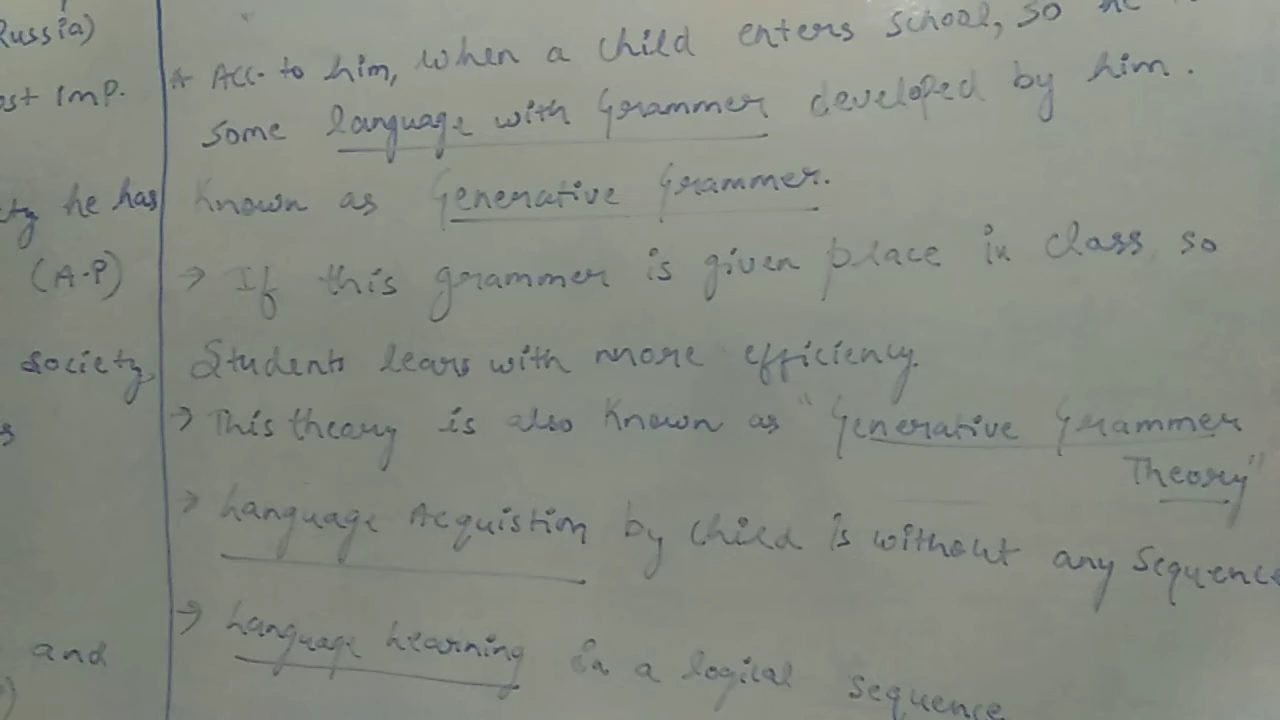 Russia)
ost imp.
ety he has
(A.P)
society,
s
and
)
* Acc. to him, when a child enters school, so he
some language with Grammer developed by him.
Known as Generative Grammer.
→ If this grammer is given place in class, so
Students learn with more efficiency.
→ This theory is also Known as "Generative Grammer
Theory"
→ Language Acquistion by child is without any Sequence
→ Language Learning in a logical sequence